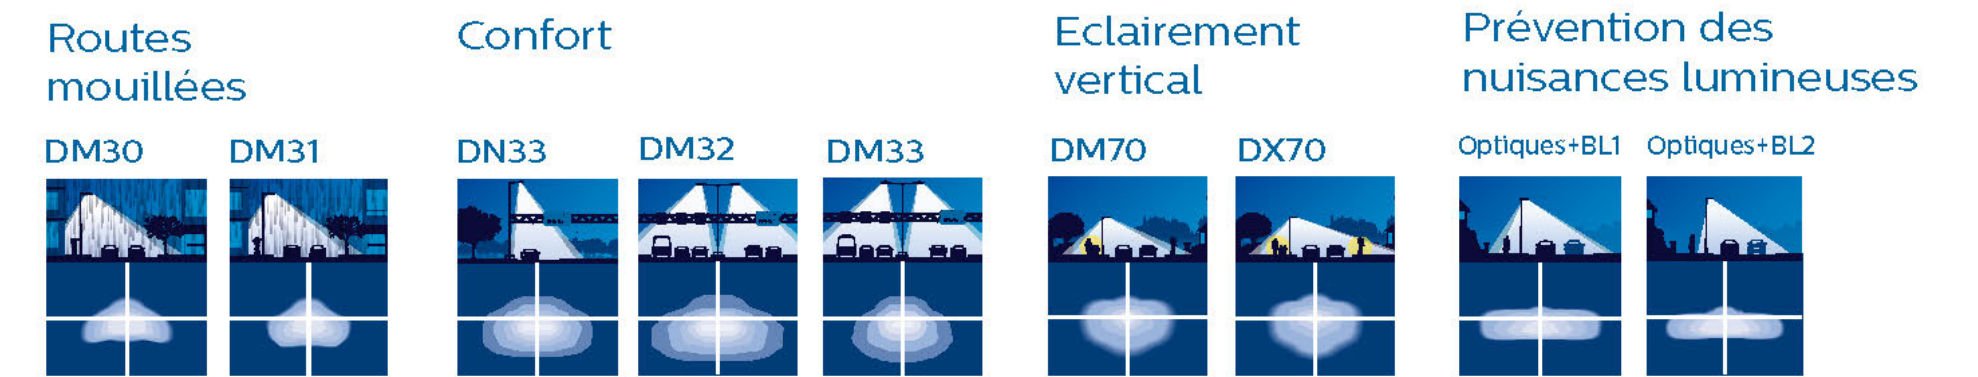 Routes
mouillées
DM30
DM31
Confort
DN33
DM32
DM33
Eclairement
vertical
DM70
DX70
Prévention des
nuisances lumineuses
Optiques+BL1
Optiques+BL2